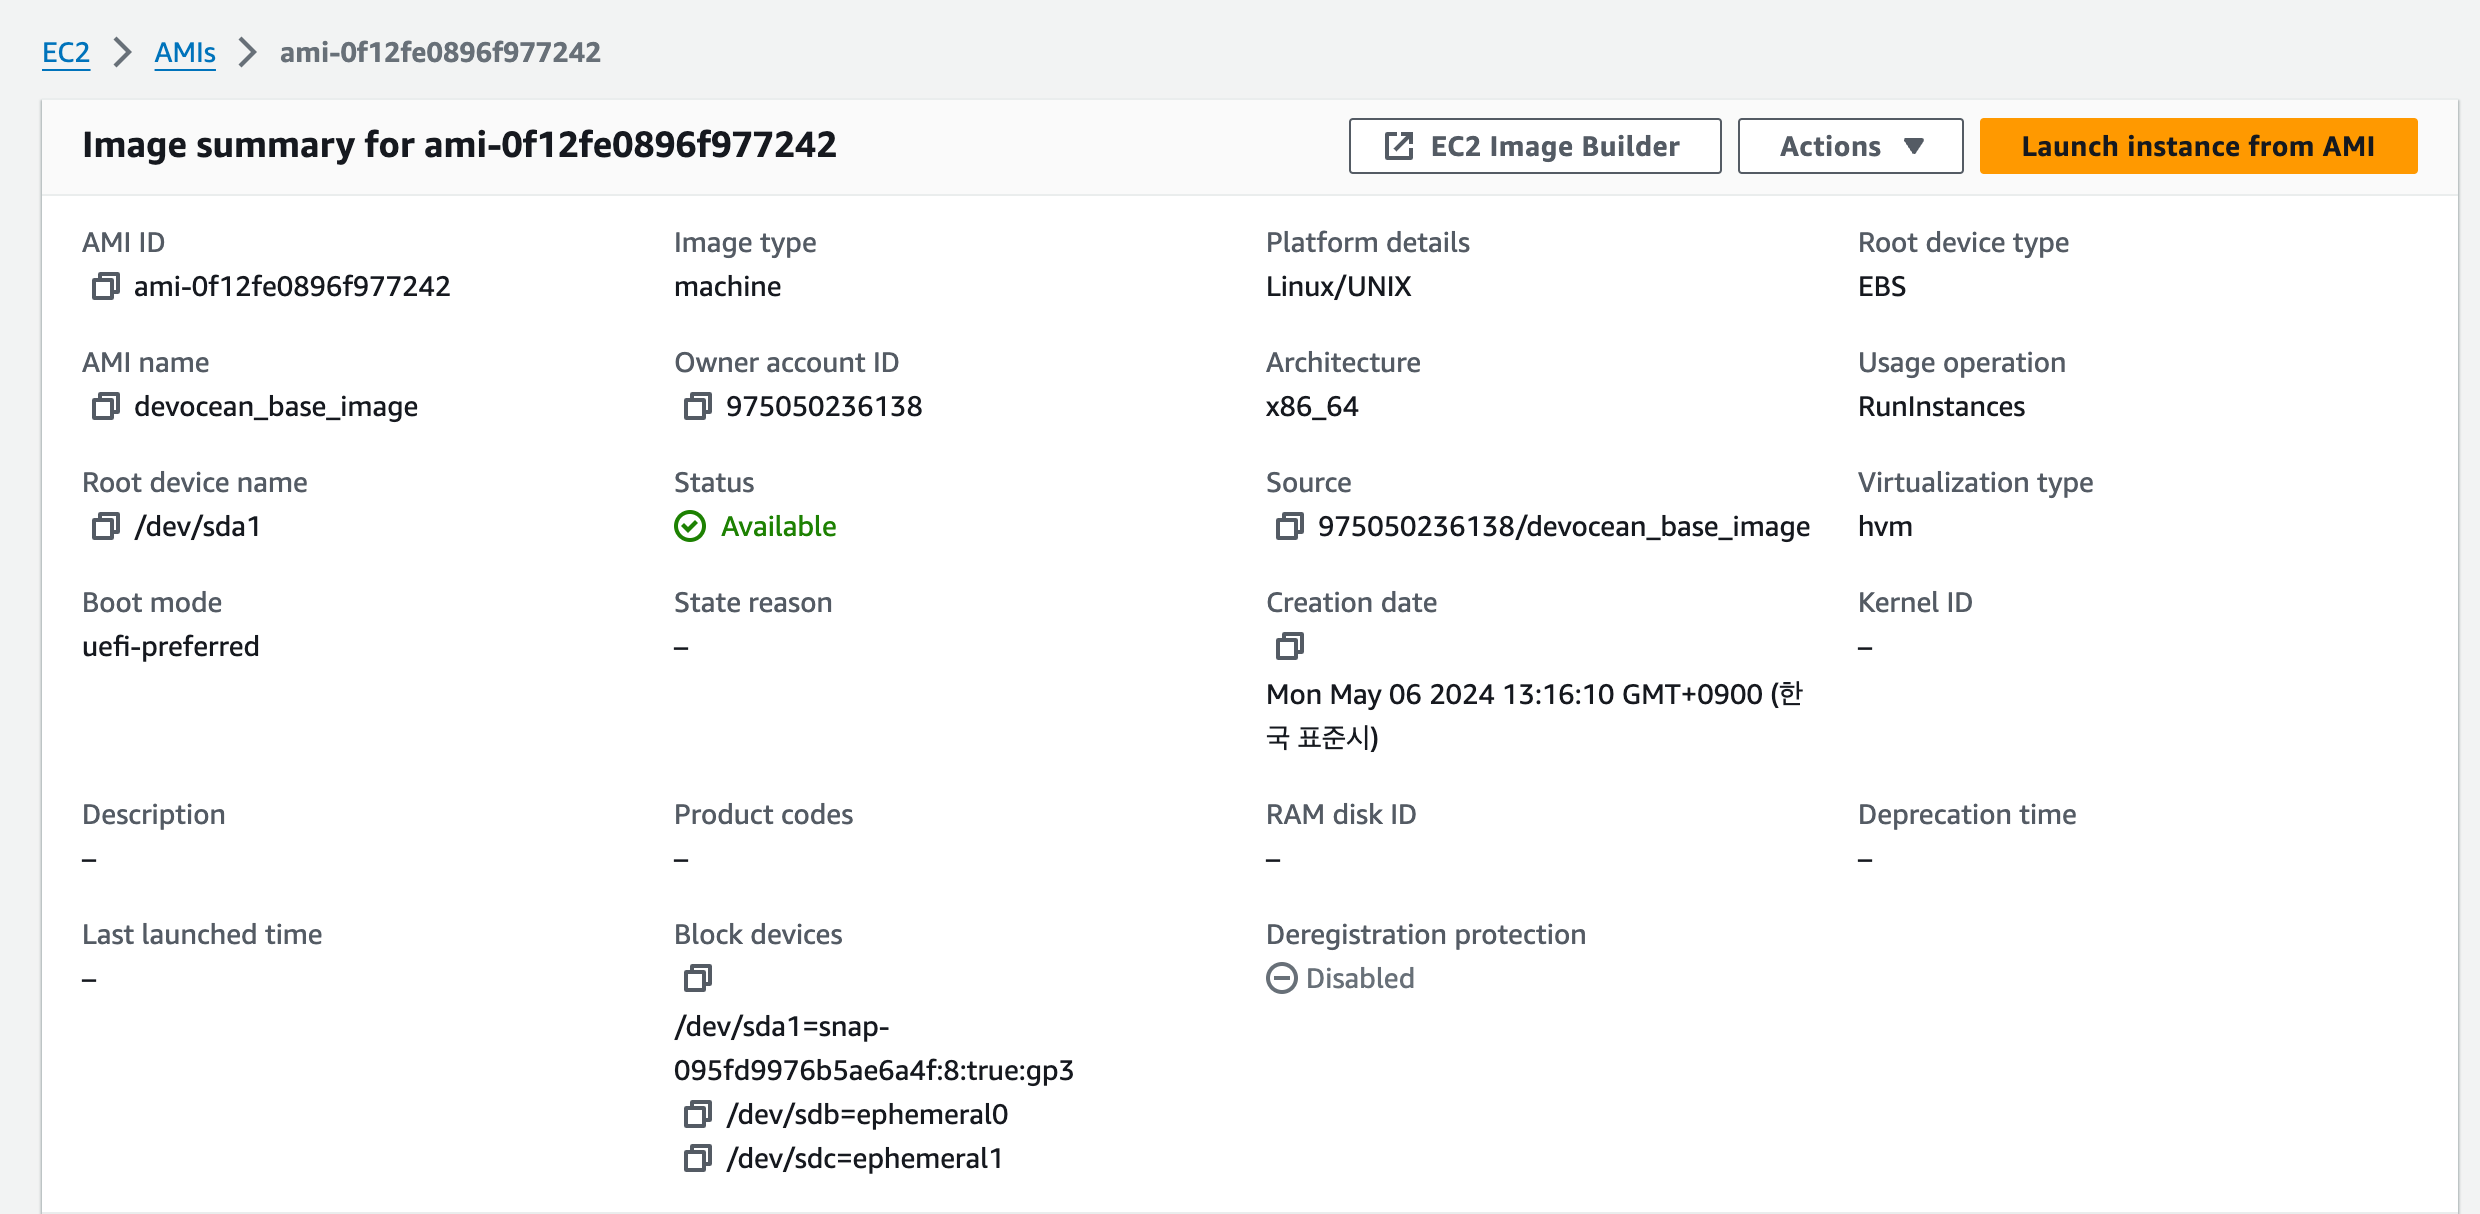 EC2 > AMIs > ami-0f12fe0896f977242
Image summary for ami-0f12fe0896f977242
EC2 Image Builder
Actions
Launch instance from AMI
AMI ID
ami-0f12fe0896f977242
Image type
machine
Platform details
Linux/UNIX
Root device type
EBS
AMI name
devocean_base_image
Owner account ID
975050236138
Architecture
x86_64
Usage operation
RunInstances
Root device name
/dev/sda1
Status
Available
Source
975050236138/devocean_base_image
Virtualization type
hvm
Boot mode
uefi-preferred
State reason
–
Creation date
Mon May 06 2024 13:16:10 GMT+0900 (한
국 표준시)
Kernel ID
–
Description
–
Product codes
–
RAM disk ID
–
Deprecation time
–
Last launched time
–
Block devices
/dev/sda1=snap-
095fd9976b5ae6a4f:8:true:gp3
/dev/sdb=ephemeral0
/dev/sdc=ephemeral1
Deregistration protection
Disabled